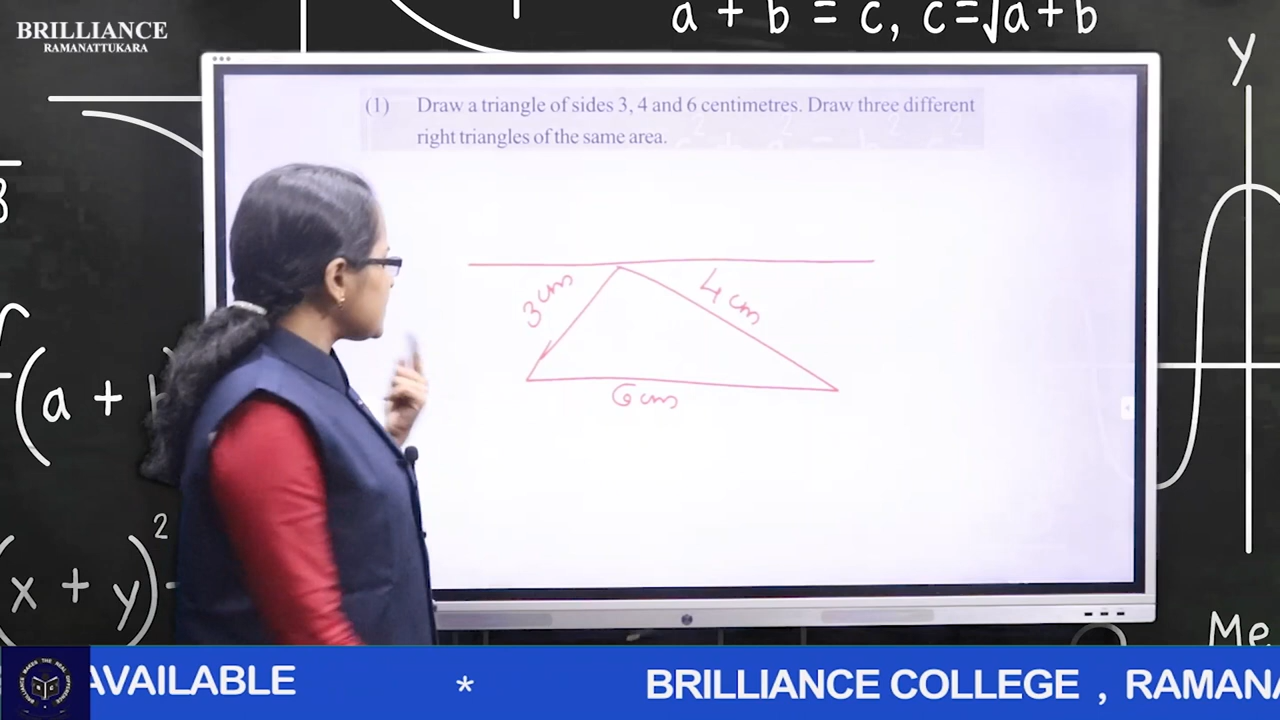 BRILLIANCE
RAMANATTUKARA
a + b = c, c=√a+b
y
(1) Draw a triangle of sides 3, 4 and 6 centimetres. Draw three different
right triangles of the same area.
3 cm
4 cm
6 cm
(a +
(x + y)²
Me
AVAILABLE * BRILLIANCE COLLEGE , RAMANA